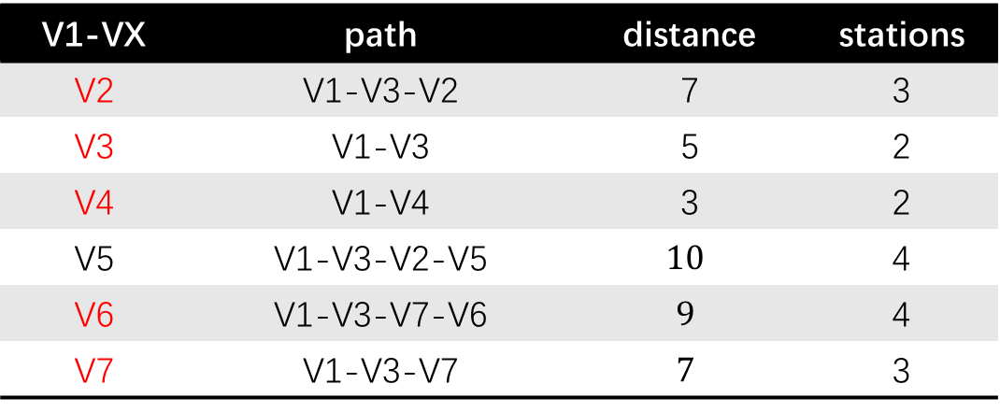 V1-VX path distance stations
V2 V1-V3-V2 7 3
V3 V1-V3 5 2
V4 V1-V4 3 2
V5 V1-V3-V2-V5 10 4
V6 V1-V3-V7-V6 9 4
V7 V1-V3-V7 7 3